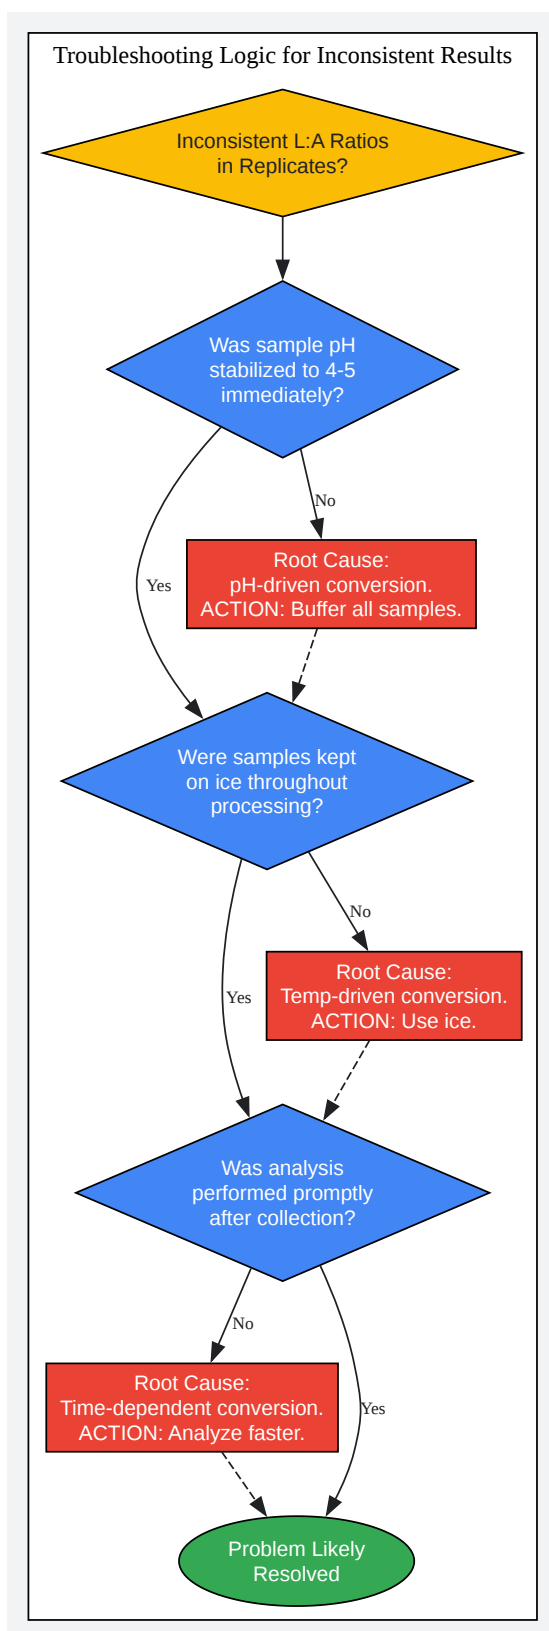 Troubleshooting Logic for Inconsistent Results
Inconsistent L:A Ratios
in Replicates?
Was sample pH
stabilized to 4-5
immediately?
No
Yes
Root Cause:
pH-driven conversion.
ACTION: Buffer all samples.
Were samples kept
on ice throughout
processing?
No
Yes
Root Cause:
Temp-driven conversion.
ACTION: Use ice.
Was analysis
performed promptly
after collection?
No
Root Cause:
Time-dependent conversion.
ACTION: Analyze faster.
Yes
Problem Likely
Resolved